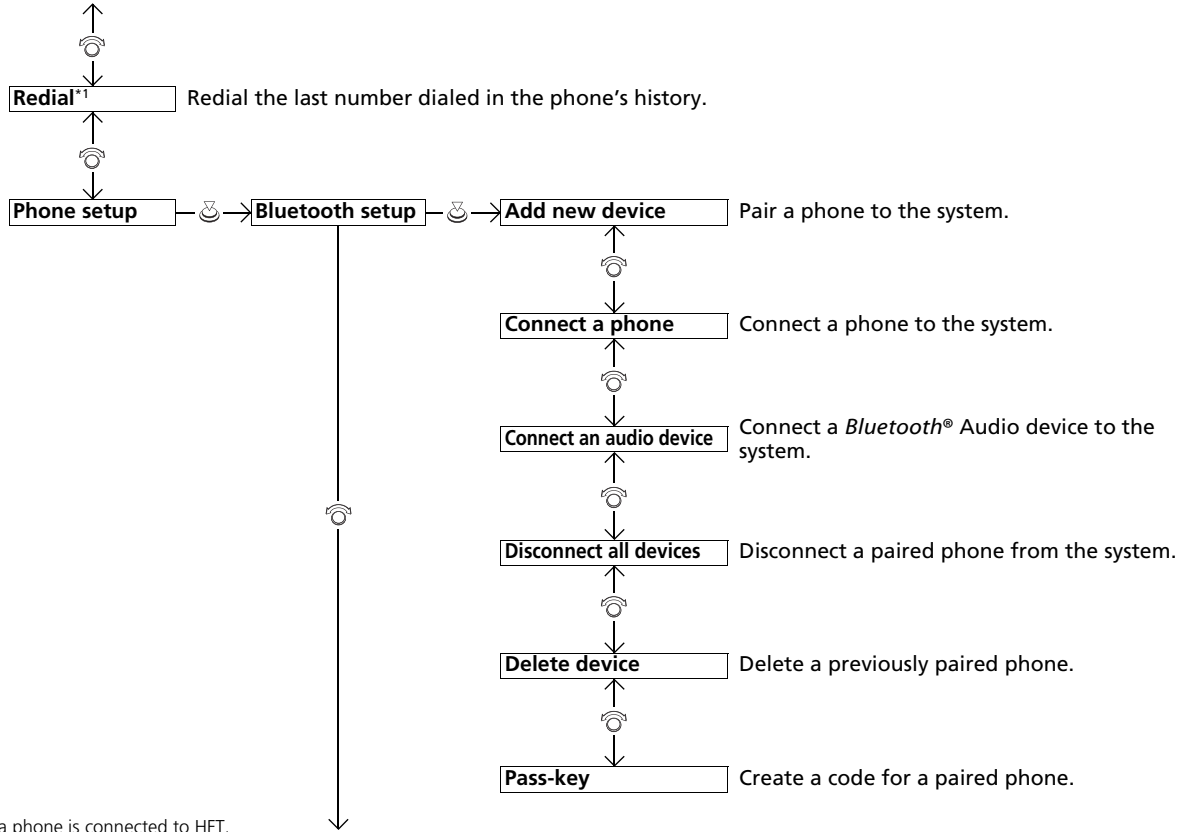 Redial*1 Redial the last number dialed in the phone's history.
Phone setup Bluetooth setup Add new device Pair a phone to the system.
Connect a phone Connect a phone to the system.
Connect an audio device Connect a Bluetooth® Audio device to the
system.
Disconnect all devices Disconnect a paired phone from the system.
Delete device Delete a previously paired phone.
Pass-key Create a code for a paired phone.
a phone is connected to HFT.